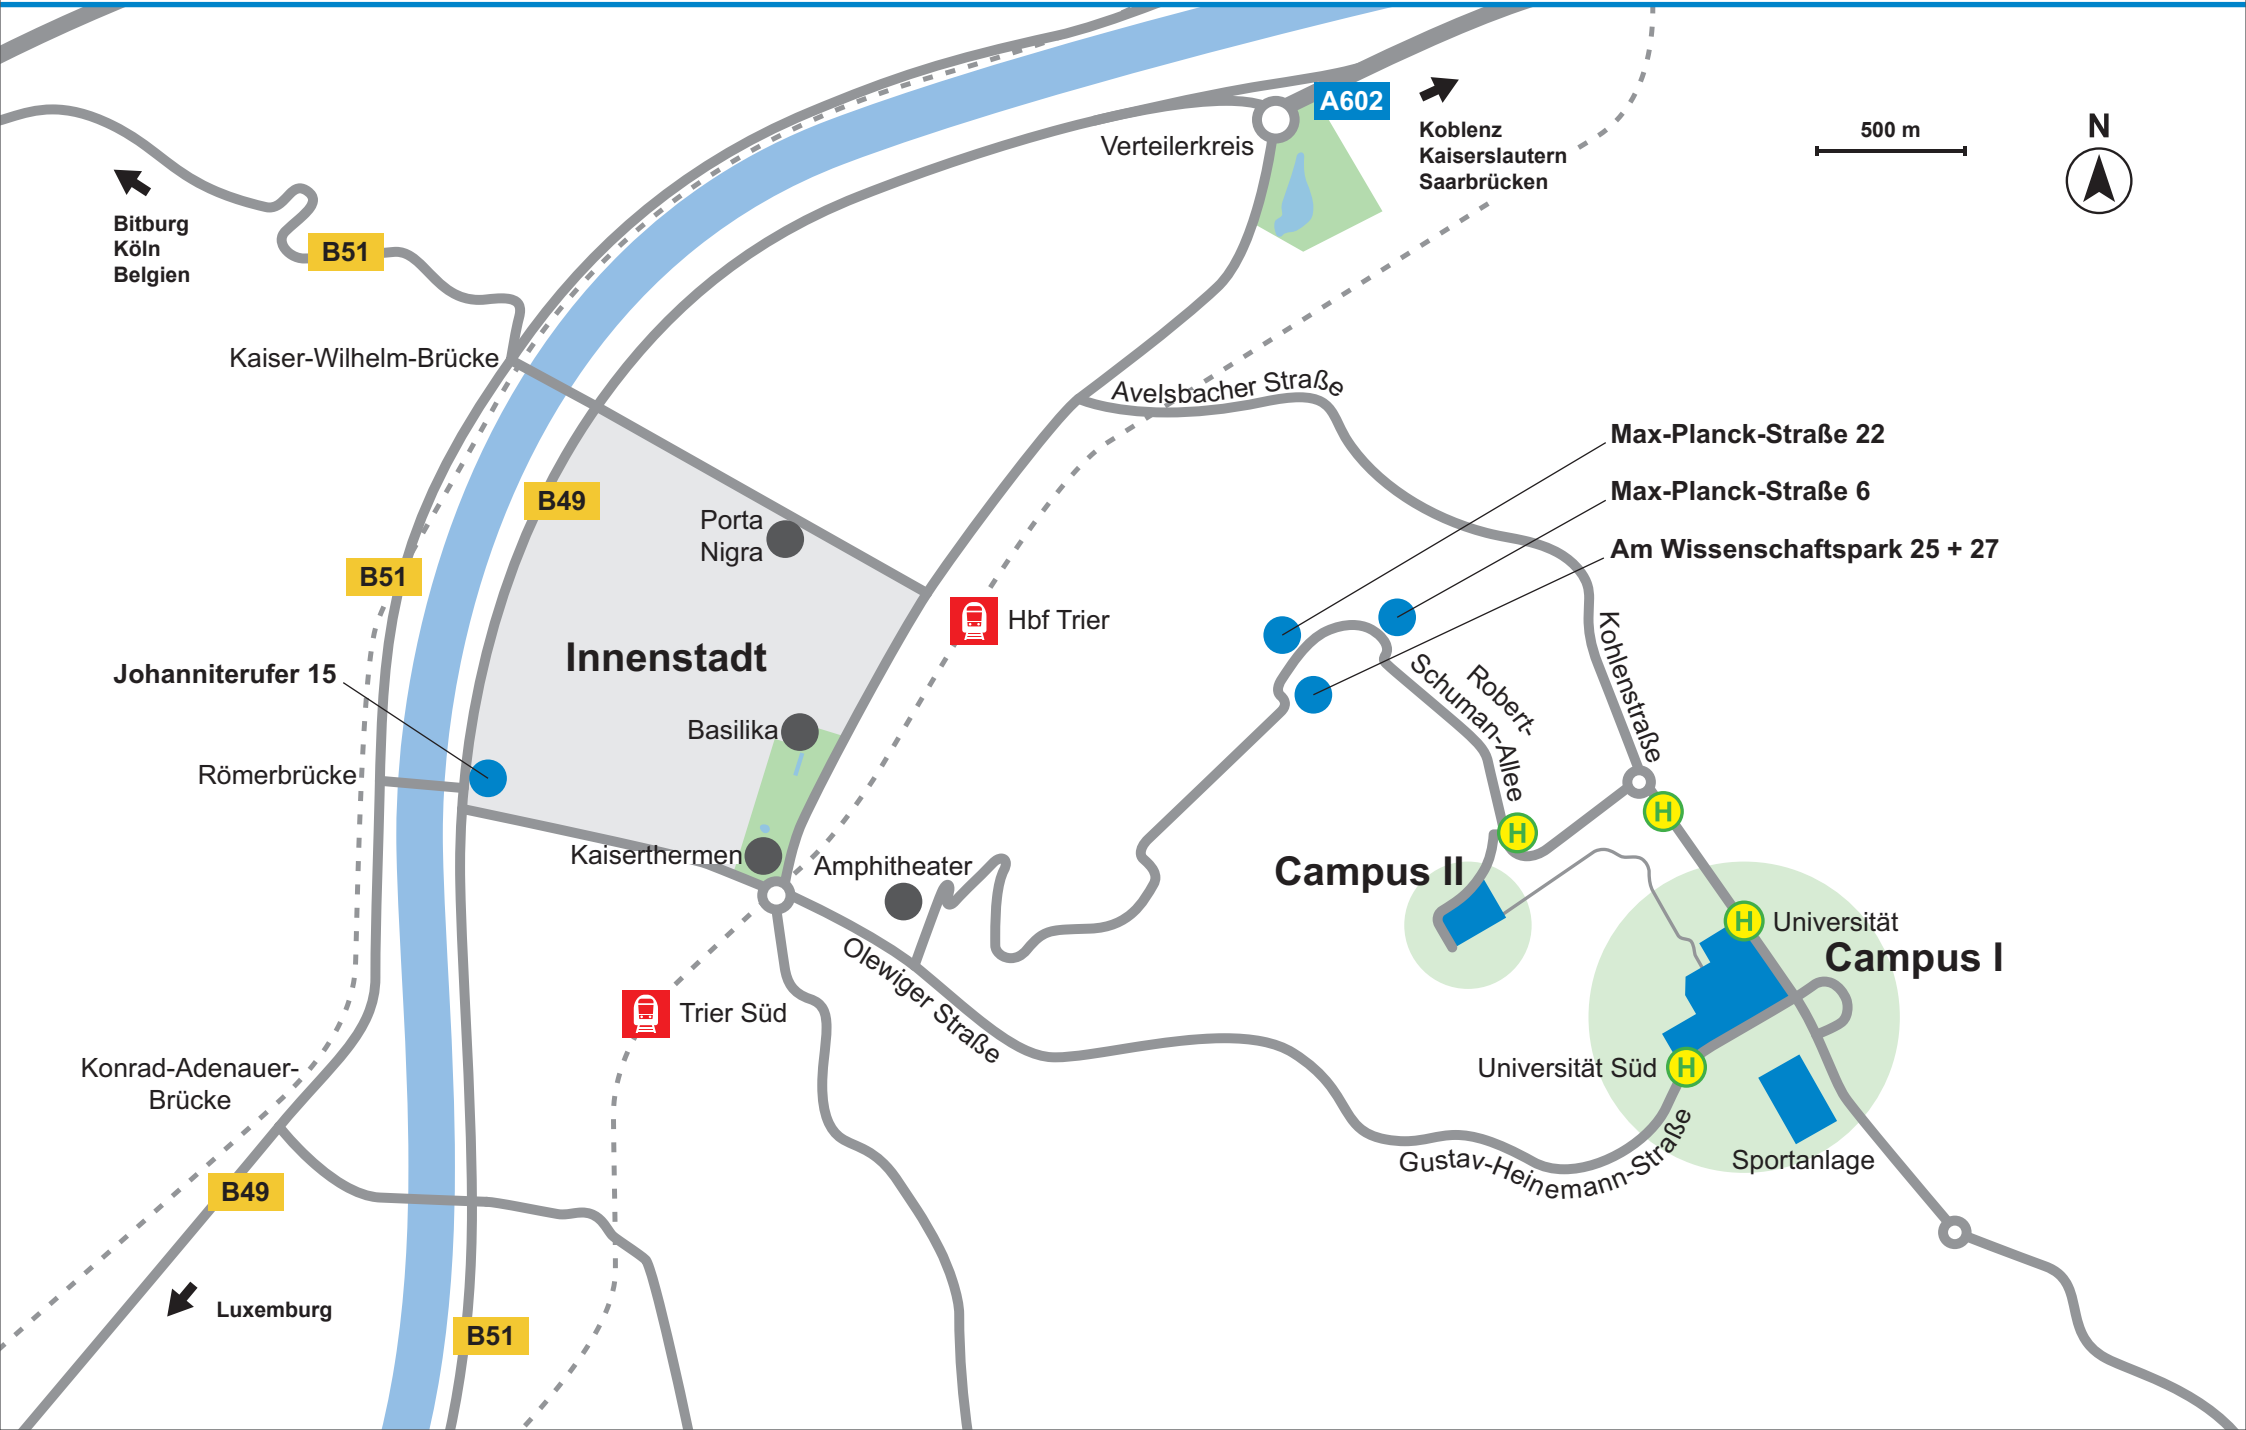 A602
Verteilerkreis
Koblenz
Kaiserslautern
Saarbrücken
500 m
N
Bitburg
Köln
Belgien
B51
Kaiser-Wilhelm-Brücke
Avelsbacher Straße
Max-Planck-Straße 22
Max-Planck-Straße 6
Am Wissenschaftspark 25 + 27
B49
Porta
Nigra
B51
Hbf Trier
Innenstadt
Johanniterufer 15
Basilika
Römerbrücke
Robert-
Schuman-Allee
Kohlenstraße
H
H
Kaiserthermen
Amphitheater
Campus II
H
Universität
Campus I
Olewiger Straße
Trier Süd
Universität Süd
H
Konrad-Adenauer-
Brücke
Gustav-Heinemann-Straße
Sportanlage
B49
Luxemburg
B51